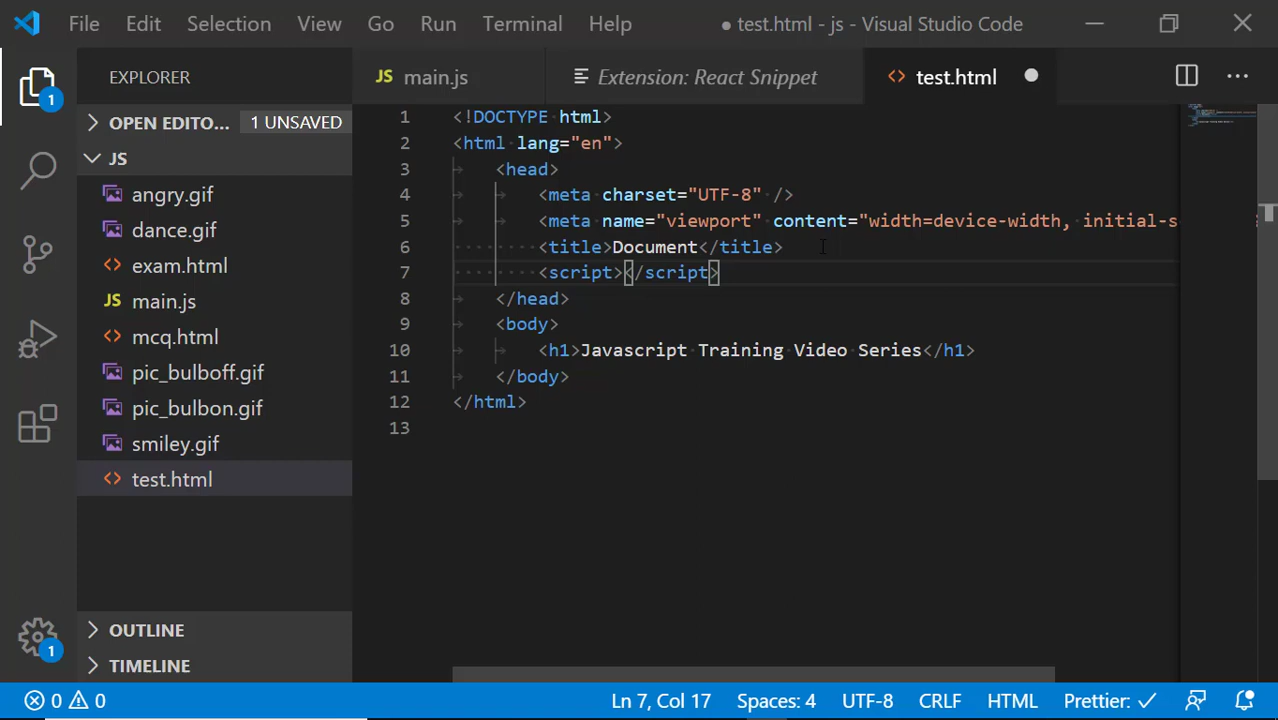 File Edit Selection View Go Run Terminal Help ● test.html - js - Visual Studio Code
EXPLORER
JS main.js
Extension: React Snippet
<> test.html
1
OPEN EDITO... 1 UNSAVED
JS
angry.gif
dance.gif
exam.html
JS main.js
<> mcq.html
pic_bulboff.gif
pic_bulbon.gif
smiley.gif
<> test.html
1 <!DOCTYPE html>
2 <html lang="en">
3 <head>
4 <meta charset="UTF-8" />
5 <meta name="viewport" content="width=device-width, initial-s
6 <title>Document</title>
7 <script></script>
8 </head>
9 <body>
10 <h1>Javascript Training Video Series</h1>
11 </body>
12 </html>
13
OUTLINE
1
TIMELINE
0 0 Ln 7, Col 17 Spaces: 4 UTF-8 CRLF HTML Prettier: ✓